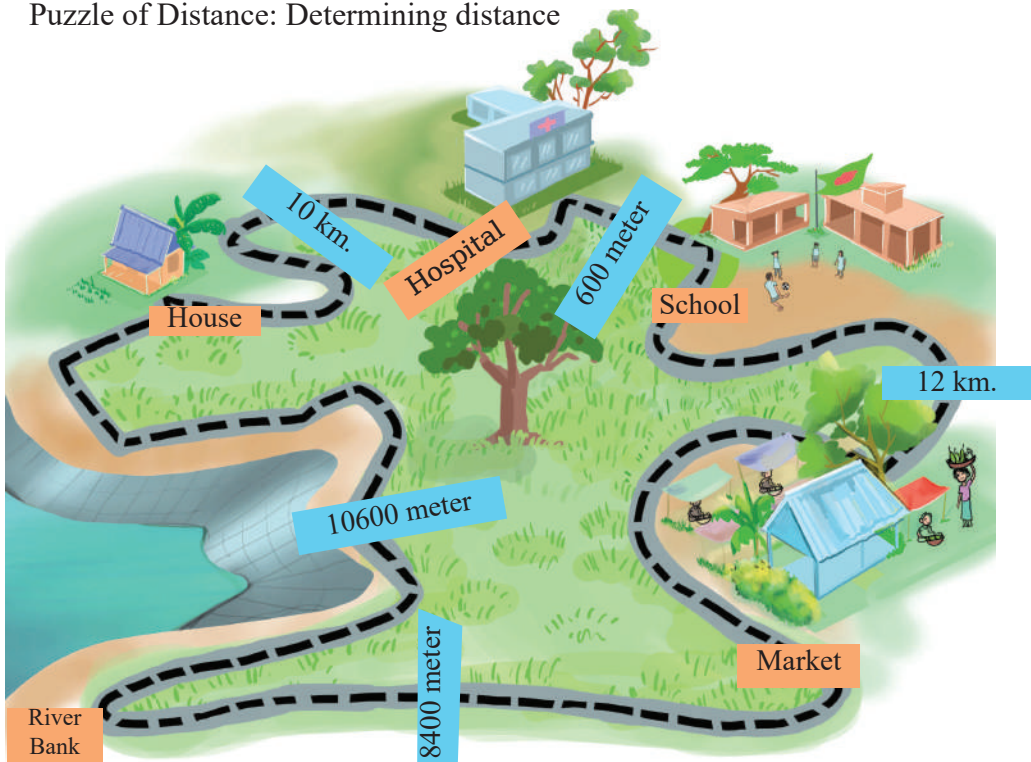 Puzzle of Distance: Determining distance
10 km.
Hospital
600 meter
House
School
12 km.
10600 meter
8400 meter
Market
River
Bank